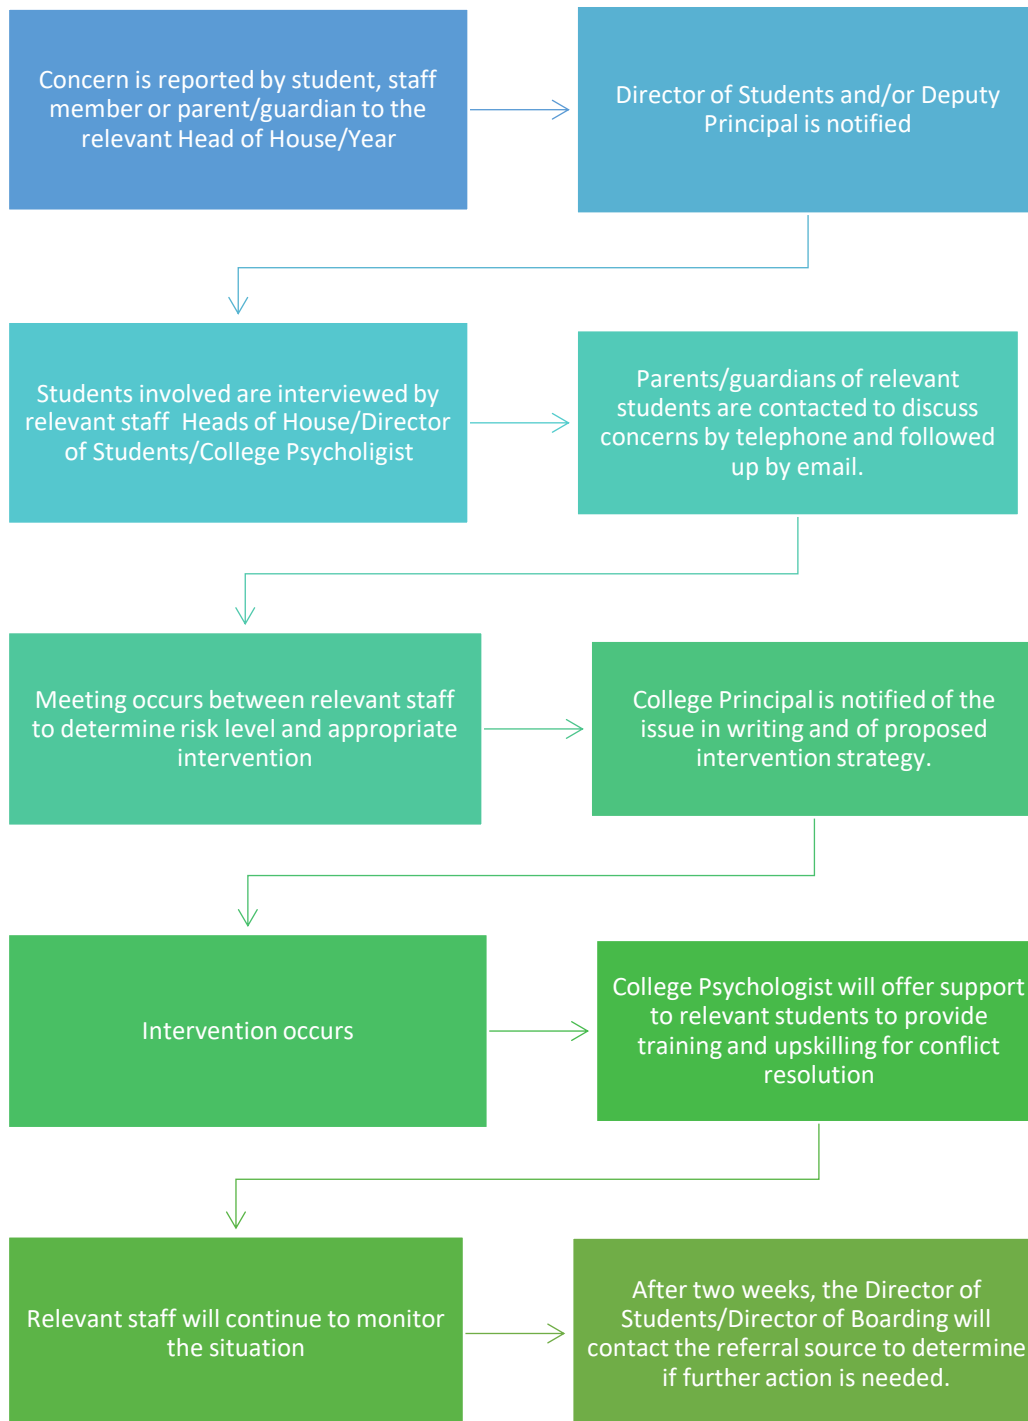 Concern is reported by student, staff
member or parent/guardian to the
relevant Head of House/Year
Director of Students and/or Deputy
Principal is notified
Students involved are interviewed by
relevant staff  Heads of House/Director
of Students/College Psycholigist
Parents/guardians of relevant
students are contacted to discuss
concerns by telephone and followed
up by email.
Meeting occurs between relevant staff
to determine risk level and appropriate
intervention
College Principal is notified of the
issue in writing and of proposed
intervention strategy.
Intervention occurs
College Psychologist will offer support
to relevant students to provide
training and upskilling for conflict
resolution
Relevant staff will continue to monitor
the situation
After two weeks, the Director of
Students/Director of Boarding will
contact the referral source to determine
if further action is needed.